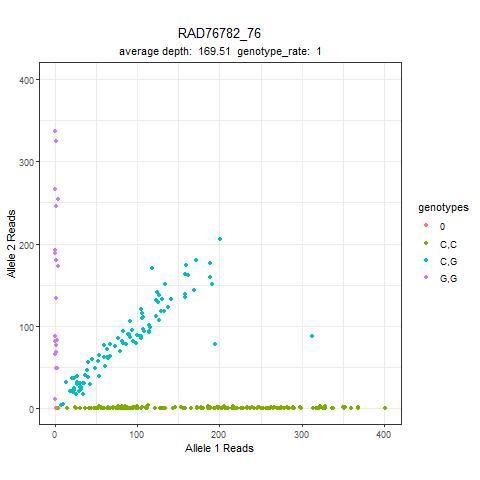 RAD76782_76
average depth:  169.51  genotype_rate:  1
400
300
200
100
0
Allele 2 Reads
0
100
200
300
400
Allele 1 Reads
genotypes
0
C,C
C,G
G,G